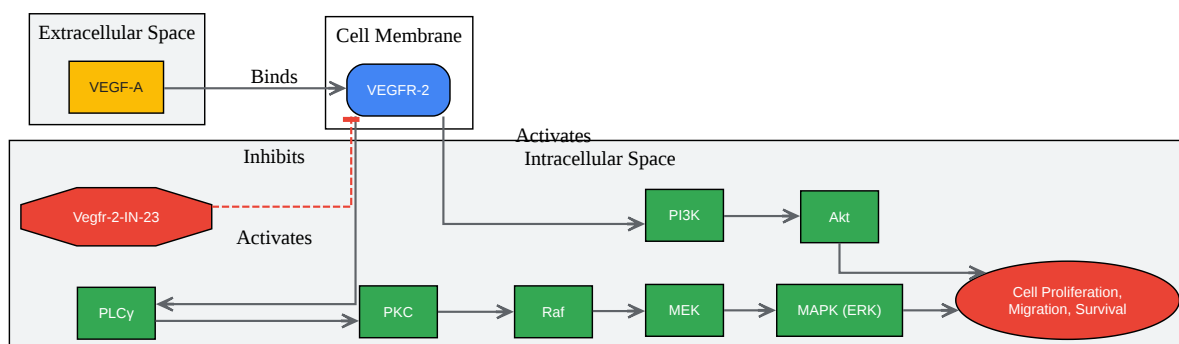 Extracellular Space
Cell Membrane
VEGF-A
Binds
VEGFR-2
Activates
Inhibits
Intracellular Space
Vegfr-2-IN-23
PI3K
Akt
Activates
PLCγ
PKC
Raf
MEK
MAPK (ERK)
Cell Proliferation,
Migration, Survival